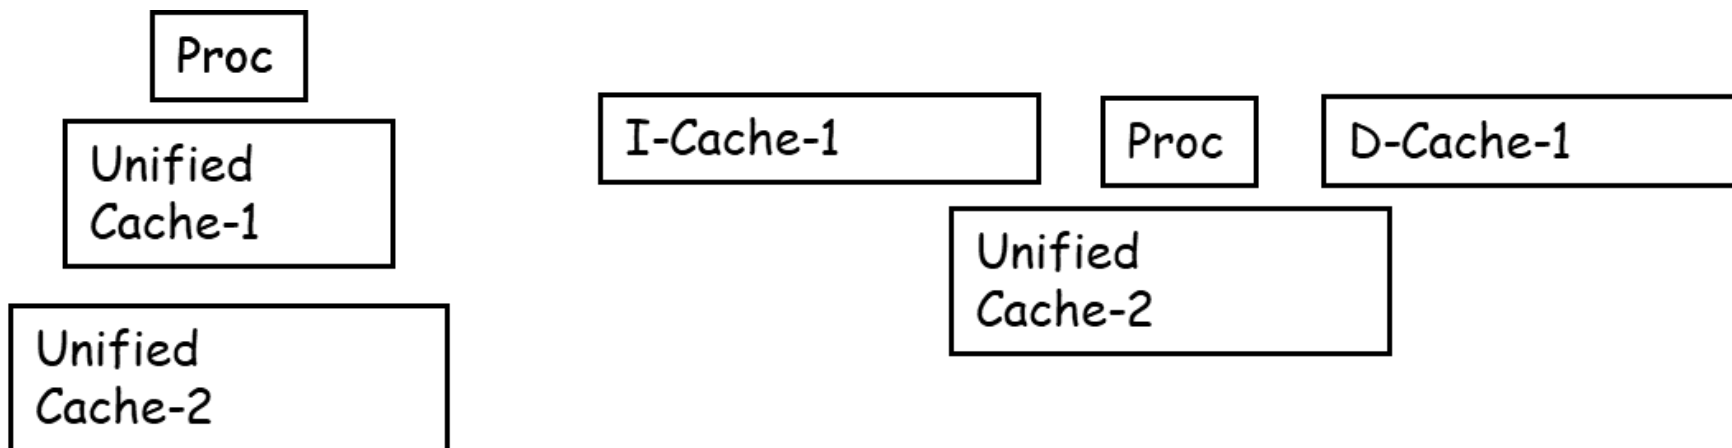 Proc
Unified
Cache-1
Unified
Cache-2
I-Cache-1
Proc
D-Cache-1
Unified
Cache-2